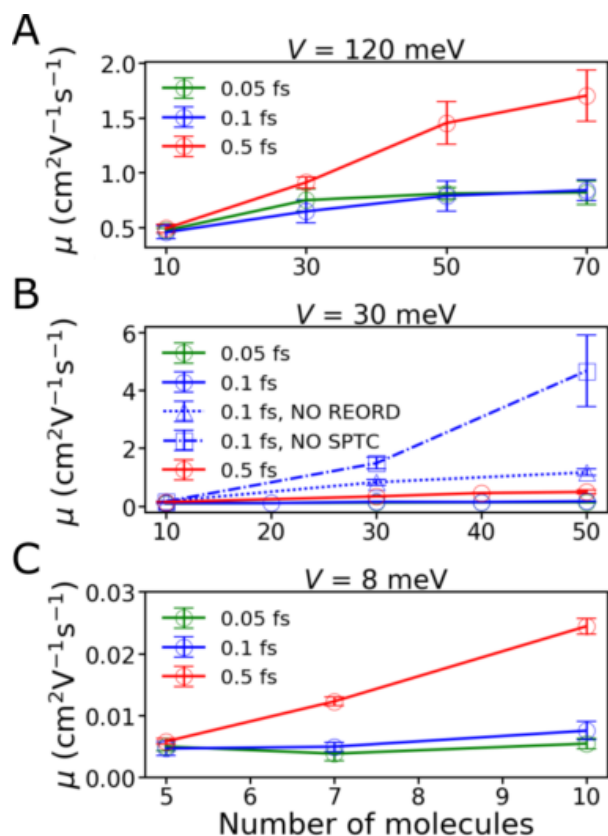 A
V = 120 meV
μ (cm²V⁻¹s⁻¹)
2.0
1.5
1.0
0.5
0.05 fs
0.1 fs
0.5 fs
10 30 50 70
B
V = 30 meV
μ (cm²V⁻¹s⁻¹)
6
4
2
0
0.05 fs
0.1 fs
0.1 fs, NO REORD
0.1 fs, NO SPTC
0.5 fs
10 20 30 40 50
C
V = 8 meV
μ (cm²V⁻¹s⁻¹)
0.03
0.02
0.01
0.00
0.05 fs
0.1 fs
0.5 fs
5 6 7 8 9 10
Number of molecules